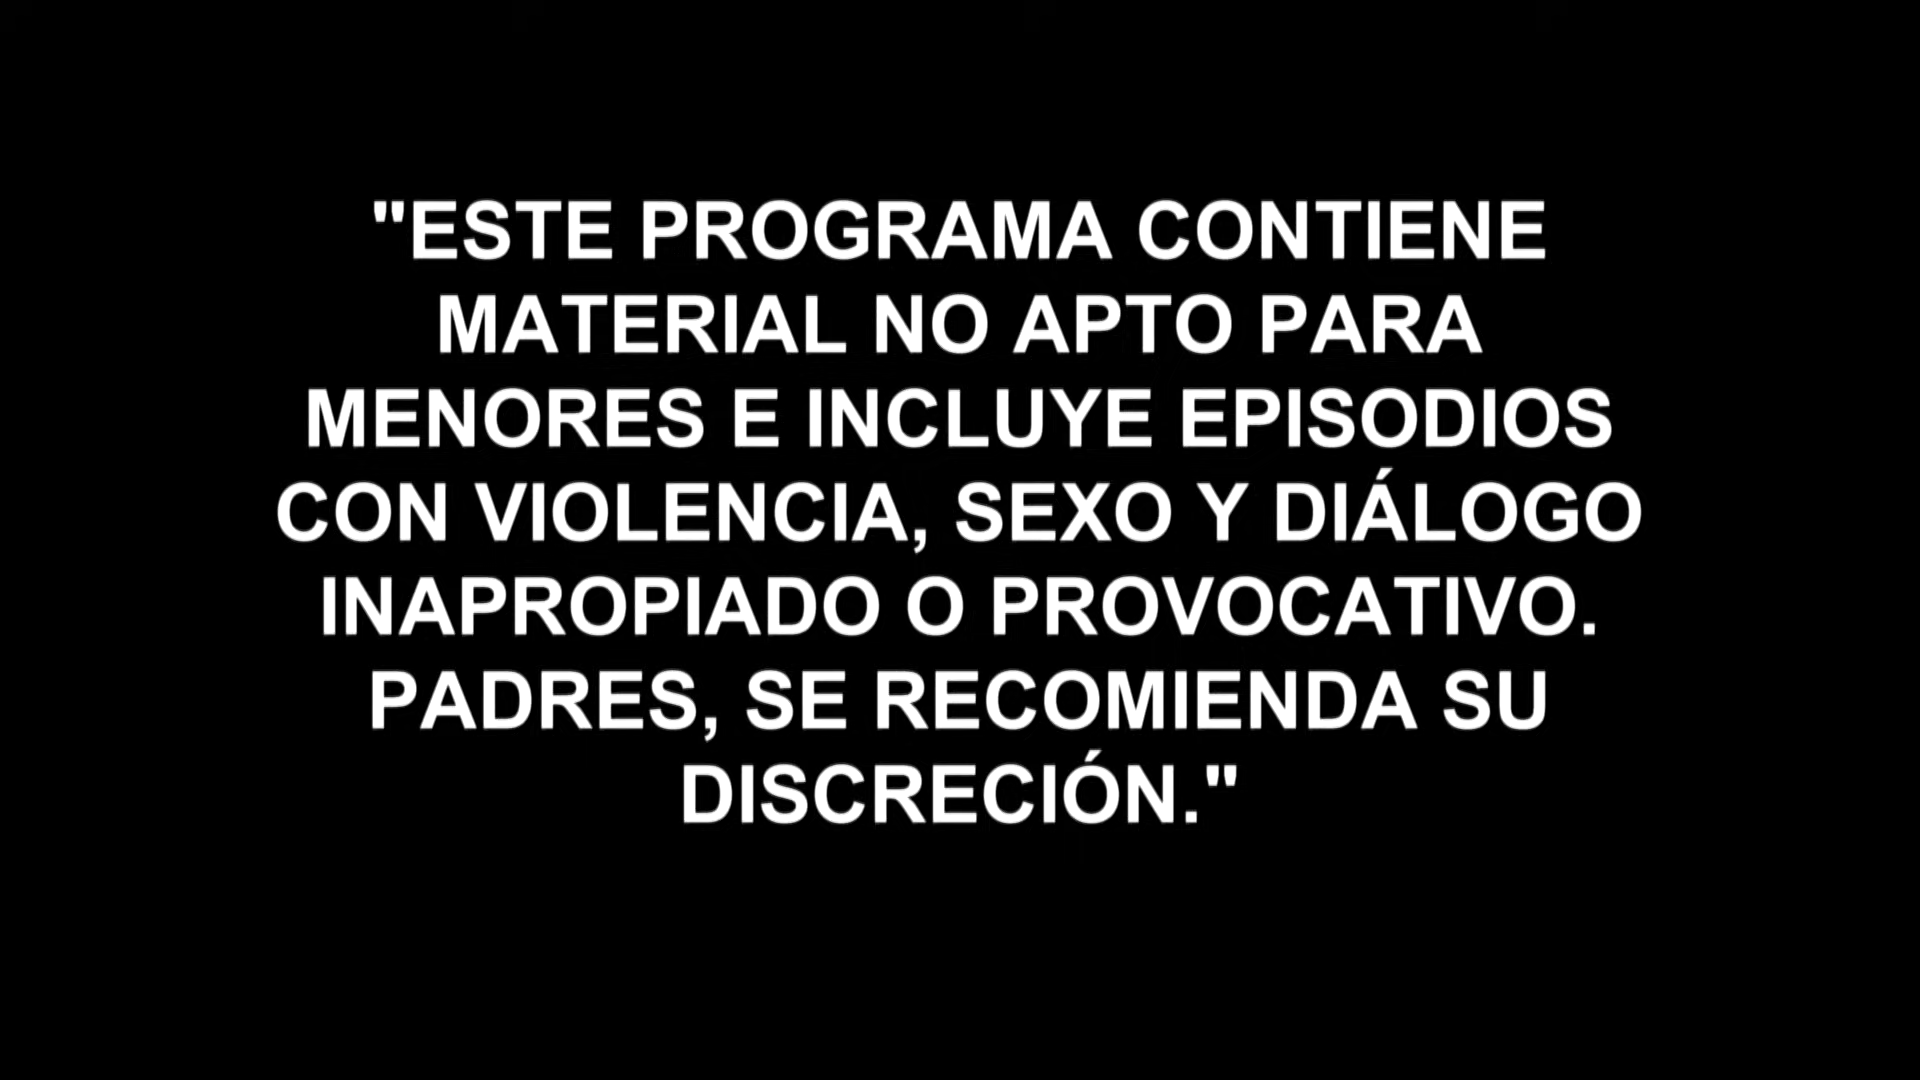 "ESTE PROGRAMA CONTIENE
MATERIAL NO APTO PARA
MENORES E INCLUYE EPISODIOS
CON VIOLENCIA, SEXO Y DIÁLOGO
INAPROPIADO O PROVOCATIVO.
PADRES, SE RECOMIENDA SU
DISCRECIÓN."